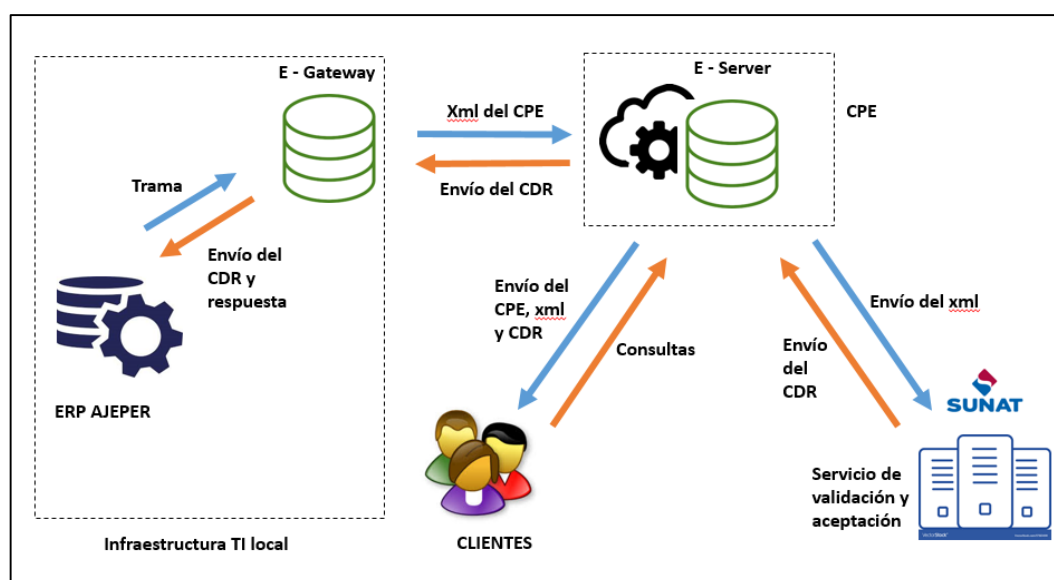 E - Gateway
E - Server
CPE
Xml del CPE
Envío del CDR
Trama
Envío del
CDR y
respuesta
ERP AJEPER
Infraestructura TI local
Envío del
CPE, xml
y CDR
Consultas
CLIENTES
Envío del xml
Envío
del
CDR
SUNAT
Servicio de
validación y
aceptación